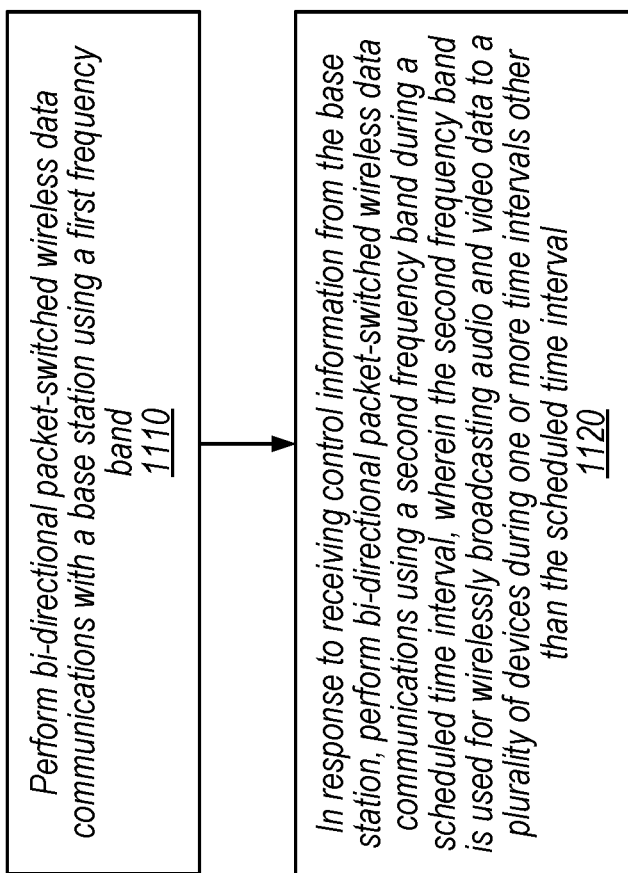 Perform bi-directional packet-switched wireless data
communications with a base station using a first frequency
band
1110
In response to receiving control information from the base
station, perform bi-directional packet-switched wireless data
communications using a second frequency band during a
scheduled time interval, wherein the second frequency band
is used for wirelessly broadcasting audio and video data to a
plurality of devices during one or more time intervals other
than the scheduled time interval
1120